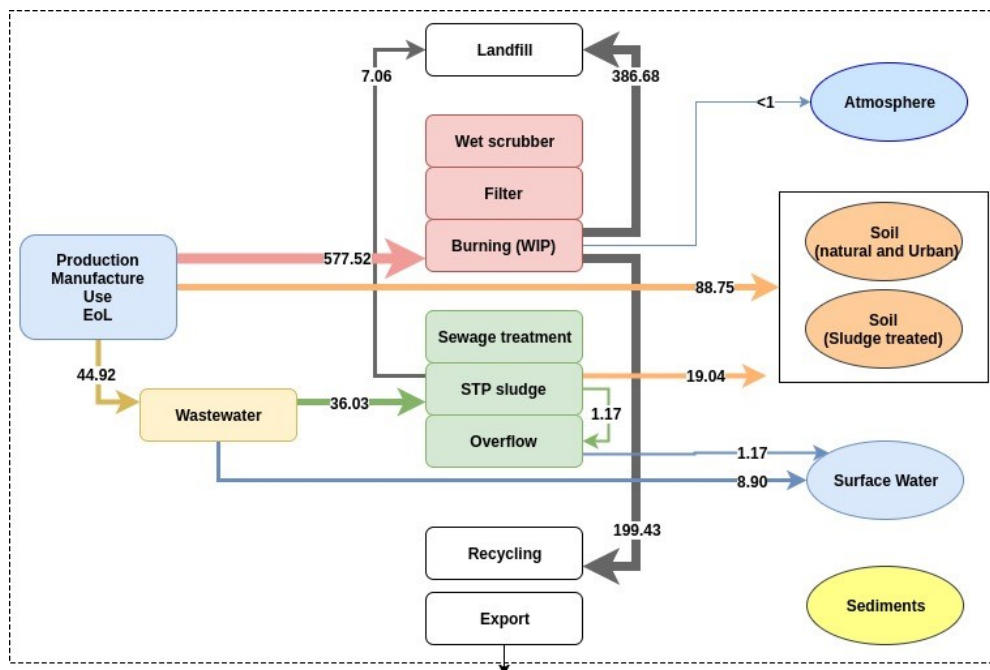 Landfill
7.06
386.68
<1
Atmosphere
Wet scrubber
Filter
Burning (WIP)
Soil
(natural and Urban)
Production
Manufacture
Use
EoL
577.52
88.75
Soil
(Sludge treated)
Sewage treatment
44.92
STP sludge
19.04
Wastewater
36.03
1.17
Overflow
1.17
8.90
Surface Water
199.43
Recycling
Export
Sediments